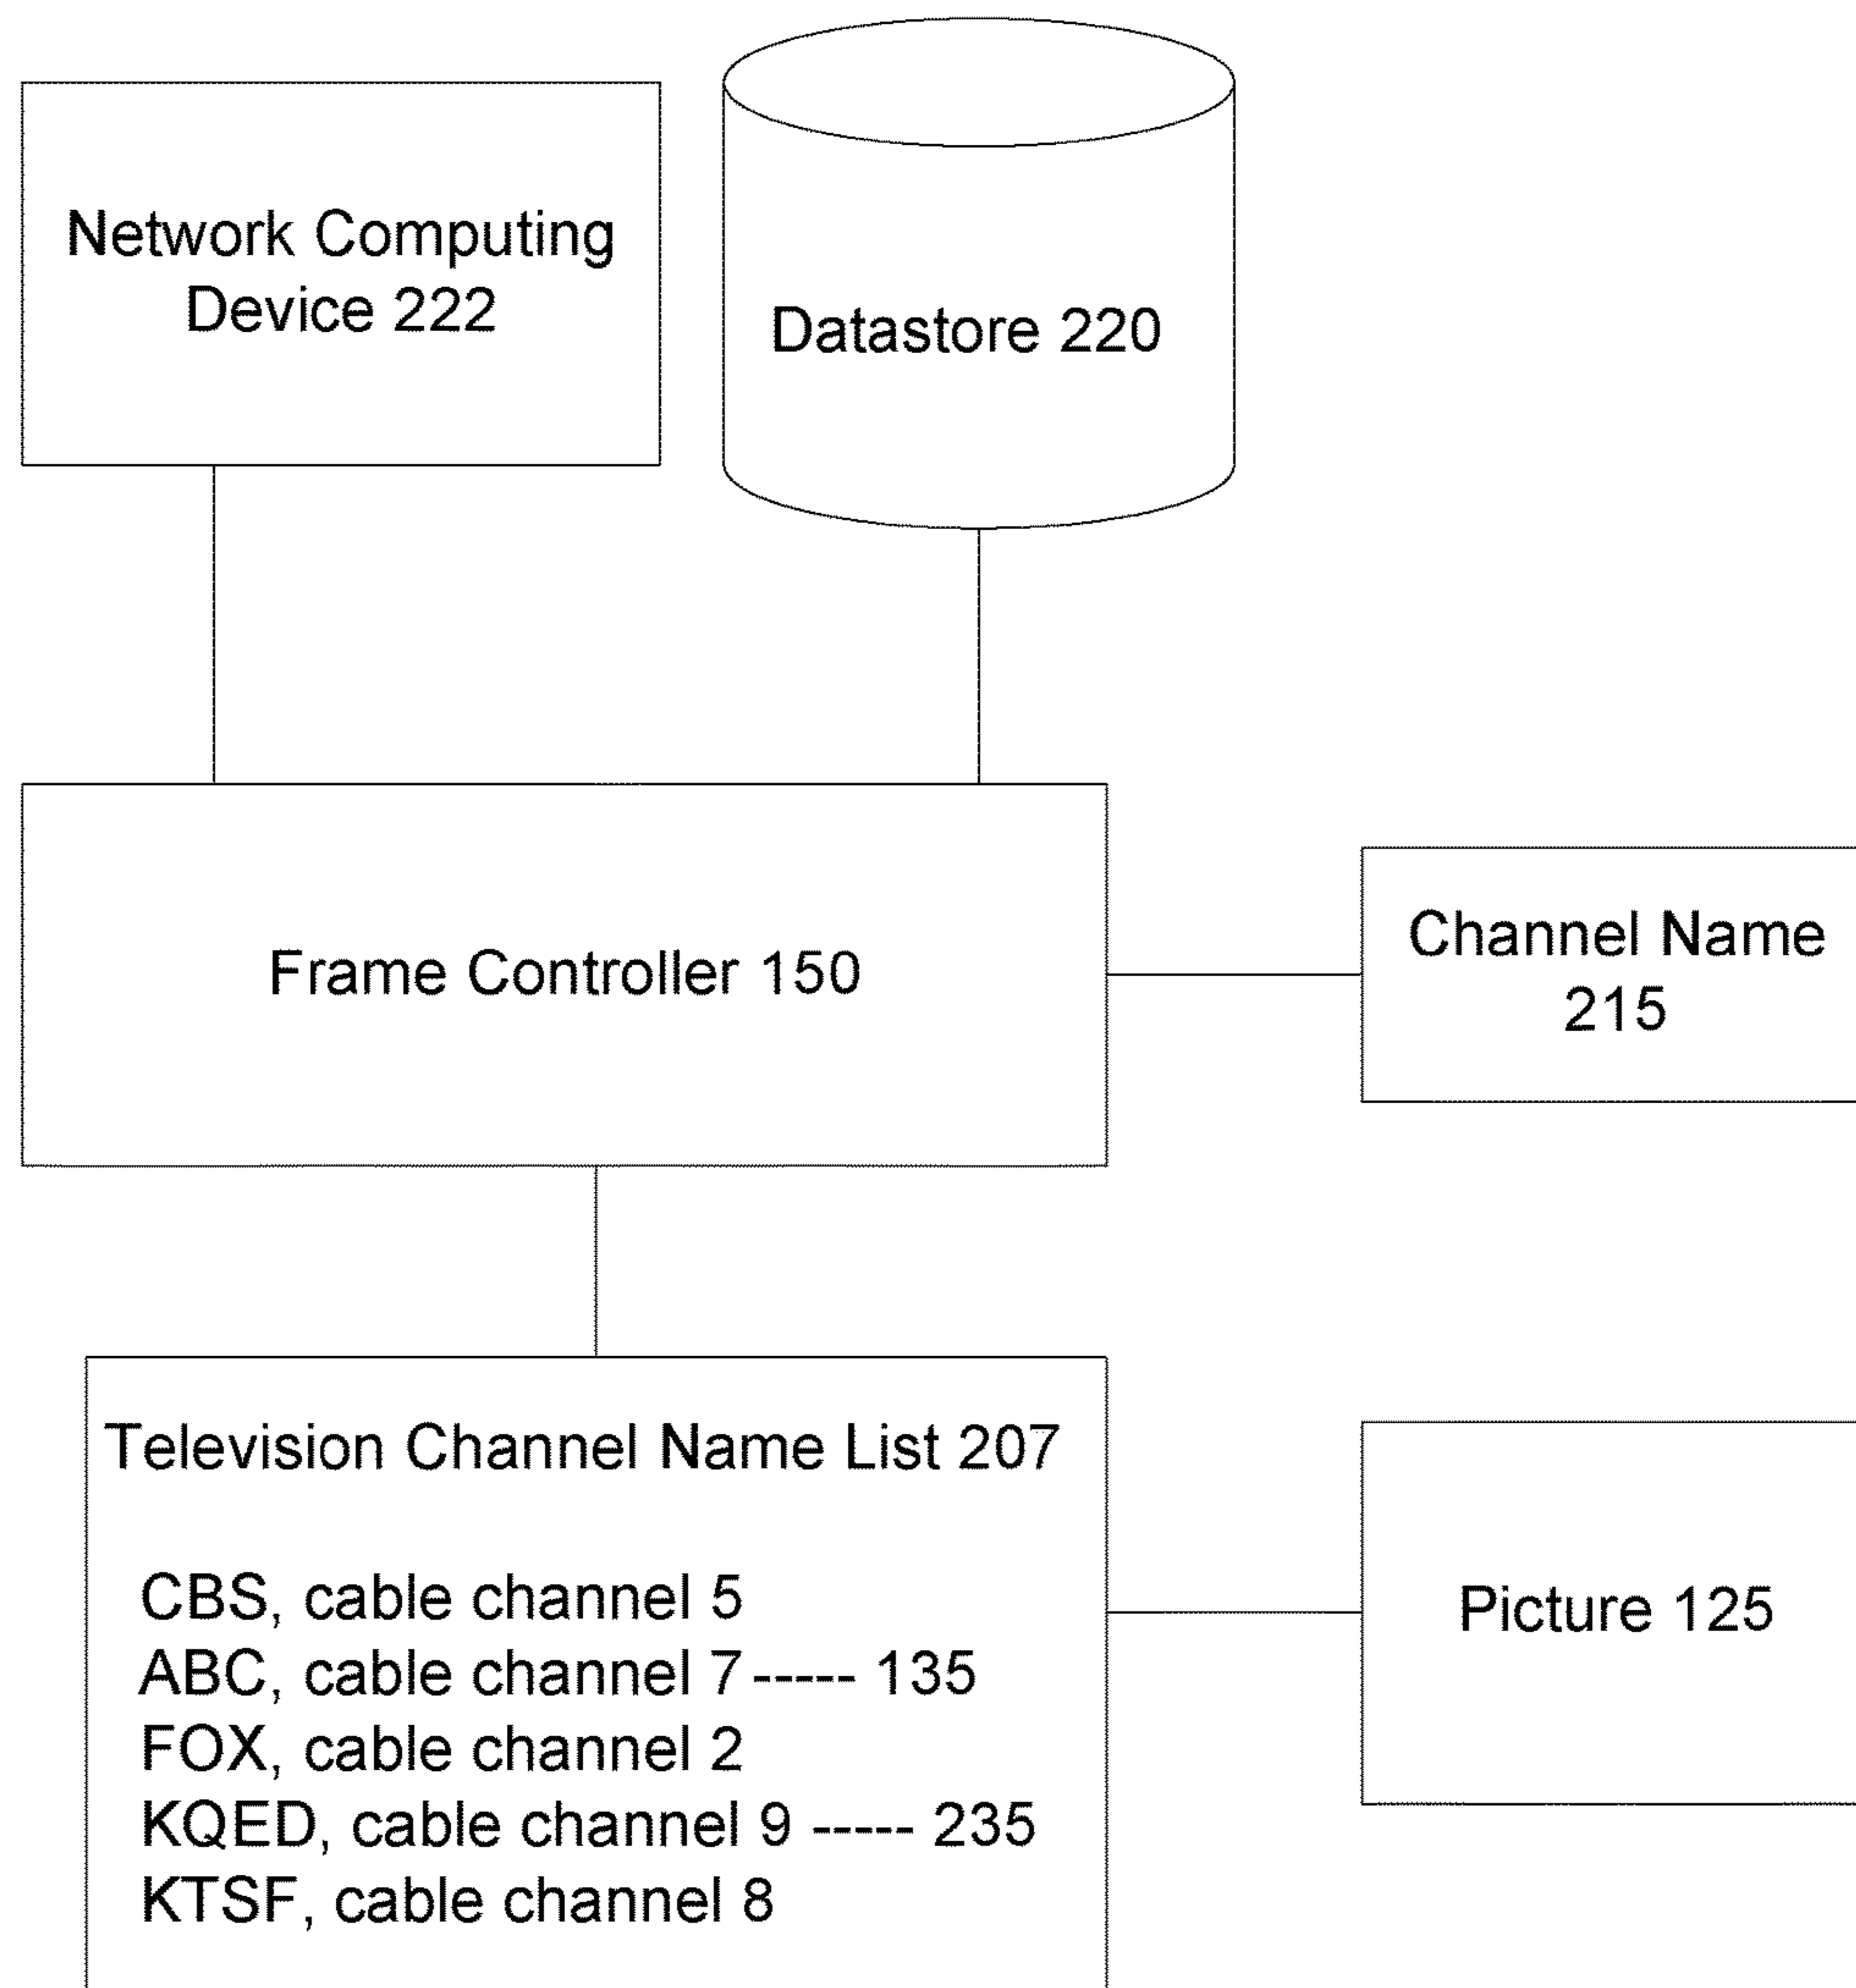 Network Computing
Device 222
Datastore 220
Frame Controller 150
Channel Name
215
Television Channel Name List 207
CBS, cable channel 5
ABC, cable channel 7 ----- 135
FOX, cable channel 2
KQED, cable channel 9 ----- 235
KTSF, cable channel 8
Picture 125